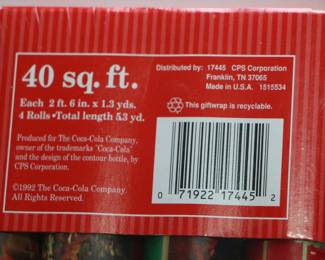 40 sq. ft.
Each 2 ft. 6 in. x 1.3 yds.
4 Rolls•Total length 5.3 yd.
Produced for The Coca-Cola Company,
owner of the trademarks "Coca-Cola"
and the design of the contour bottle, by
CPS Corporation.
©1992 The Coca-Cola Company.
All Rights Reserved.
Distributed by: 17445 CPS Corporation
Franklin, TN 37065
Made in U.S.A. 1515534
This giftwrap is recyclable.
0 71922 17445 2